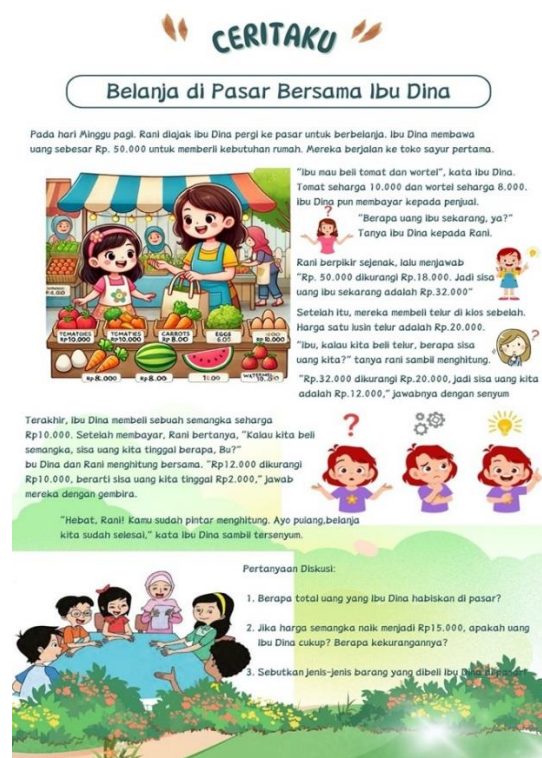 CERITAKU
Belanja di Pasar Bersama Ibu Dina
Pada hari Minggu pagi. Rani diajak ibu Dina pergi ke pasar untuk berbelanja. Ibu Dina membawa
uang sebesar Rp. 50.000 untuk memberli kebutuhan rumah. Mereka berjalan ke toko sayur pertama.
"Ibu mau beli tomat dan wortel", kata Ibu Dina.
Tomat seharga 10.000 dan wortel seharga 8.000.
Ibu Dina pun membayar kepada penjual.
"Berapa uang ibu sekarang, ya?"
Tanya Ibu Dina kepada Rani.
Rani berpikir sejenak, lalu menjawab
"Rp. 50.000 dikurangi Rp.18.000. Jadi sisa
uang ibu sekarang adalah Rp.32.000"
Setelah itu, mereka membeli telur di kios sebelah.
Harga satu lusin telur adalah Rp.20.000.
"Ibu, kalau kita beli telur, berapa sisa
uang kita?" tanya rani sambil menghitung.
"Rp.32.000 dikurangi Rp.20.000, jadi sisa uang kita
adalah Rp.12.000," jawabnya dengan senyum
TOMATOES
Rp10.000
TOMATIES
Rp10.000
CARROTS
RP 8.00
EGGS
Rp.10.000
Rp.8.000
Rp.8.00
Terakhir, Ibu Dina membeli sebuah semangka seharga
Rp10.000. Setelah membayar, Rani bertanya, "Kalau kita beli
semangka, sisa uang kita tinggal berapa, Bu?"
bu Dina dan Rani menghitung bersama. "Rp12.000 dikurangi
Rp10.000, berarti sisa uang kita tinggal Rp2.000," jawab
mereka dengan gembira.
"Hebat, Rani! Kamu sudah pintar menghitung. Ayo pulang,belanja
kita sudah selesai," kata Ibu Dina sambil tersenyum.
Pertanyaan Diskusi:
1. Berapa total uang yang Ibu Dina habiskan di pasar?
2. Jika harga semangka naik menjadi Rp15.000, apakah uang
Ibu Dina cukup? Berapa kekurangannya?
3. Sebutkan jenis-jenis barang yang dibeli Ibu Dina di pasar?